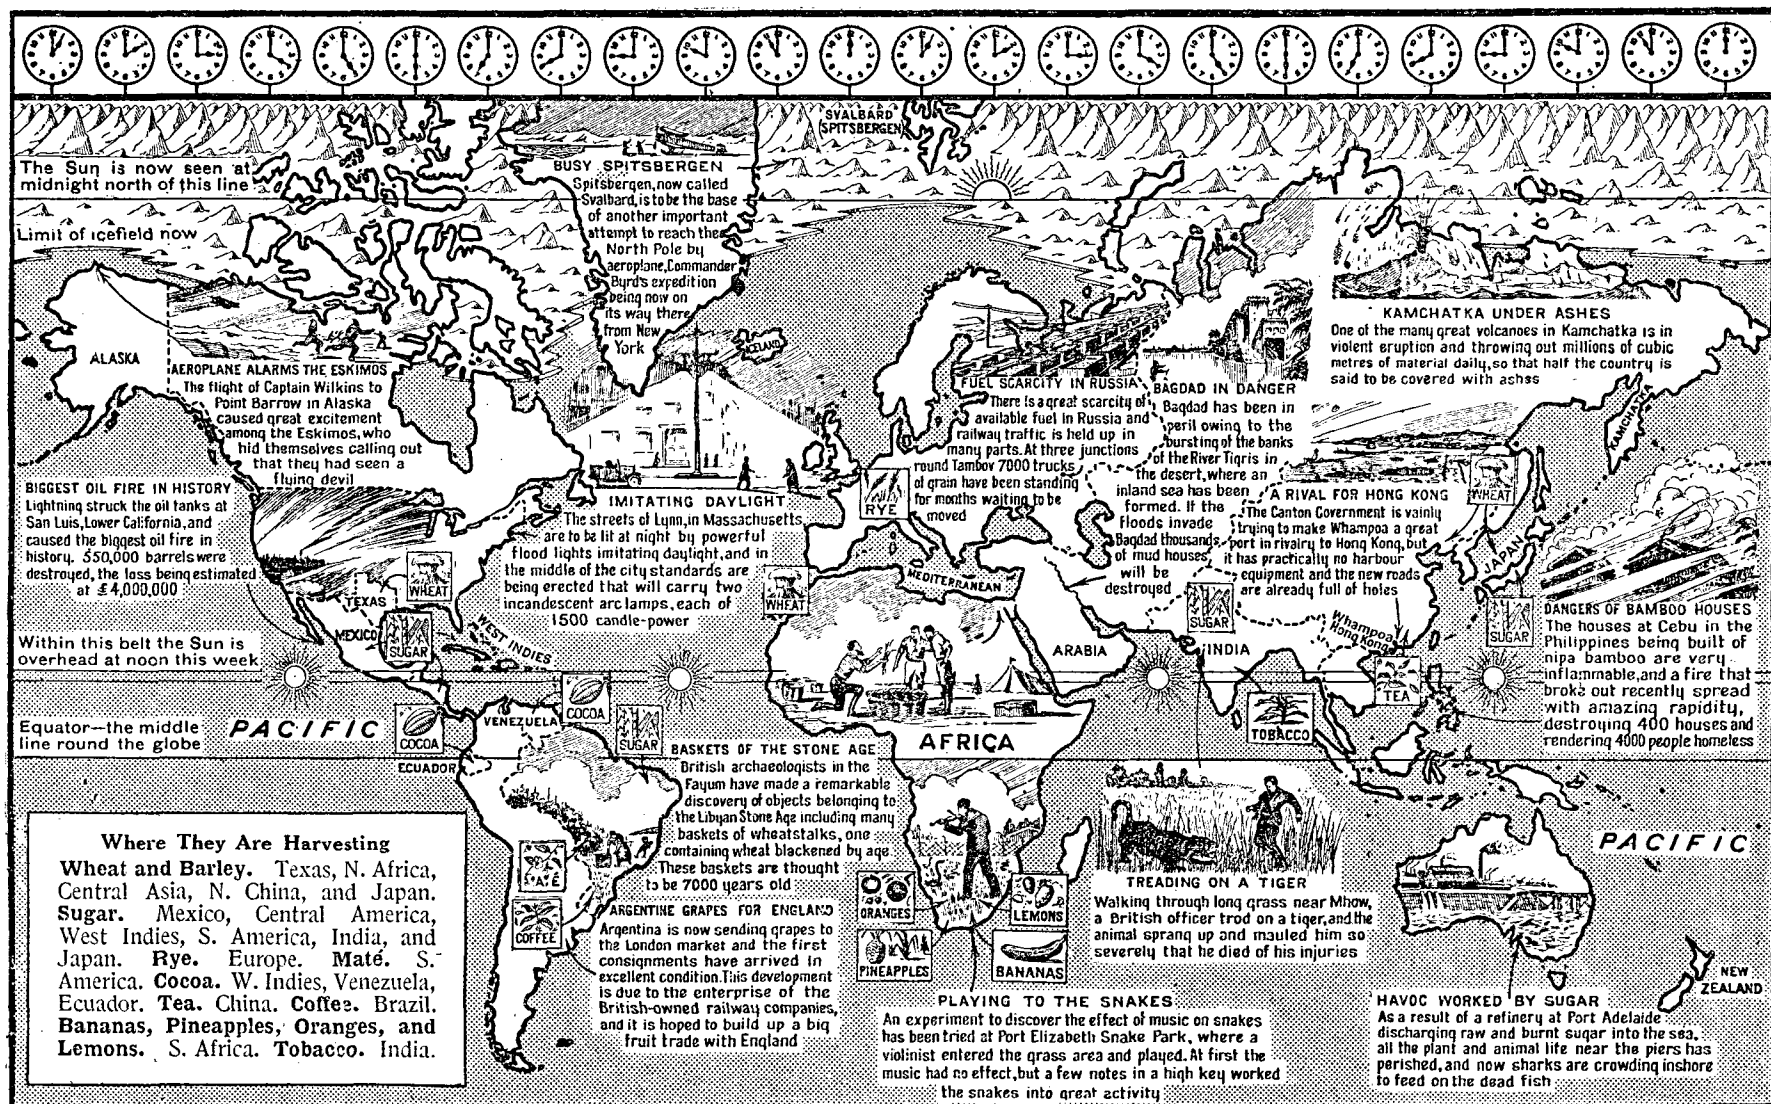 SVALBARD
(SPITSBERGEN)
The Sun is now seen at
midnight north of this line
Limit of icefield now
BUSY SPITSBERGEN
Spitsbergen, now called
Svalbard, is to be the base
of another important
attempt to reach the
North Pole by
aeroplane, Commander
Byrd's expedition
being now on
its way there
from New
York
ICELAND
ALASKA
AEROPLANE ALARMS THE ESKIMOS
The flight of Captain Wilkins to
Point Barrow in Alaska
caused great excitement
among the Eskimos, who
hid themselves calling out
that they had seen a
flying devil
KAMCHATKA UNDER ASHES
One of the many great volcanoes in Kamchatka is in
violent eruption and throwing out millions of cubic
metres of material daily, so that half the country is
said to be covered with ashes
KAMCHATKA
FUEL SCARCITY IN RUSSIA
There is a great scarcity of
available fuel in Russia and
railway traffic is held up in
many parts. At three junctions
round Tambov 7000 trucks
of grain have been standing
for months waiting to be
moved
BAGDAD IN DANGER
Bagdad has been in
peril owing to the
bursting of the banks
of the River Tigris in
the desert, where an
inland sea has been
formed. If the
floods invade
Bagdad thousands
of mud houses
will be
destroyed
A RIVAL FOR HONG KONG
The Canton Government is vainly
trying to make Whampoa a great
port in rivalry to Hong Kong, but
it has practically no harbour
equipment and the new roads
are already full of holes
BIGGEST OIL FIRE IN HISTORY
Lightning struck the oil tanks at
San Luis, Lower California, and
caused the biggest oil fire in
history. 550,000 barrels were
destroyed, the loss being estimated
at £4,000,000
IMITATING DAYLIGHT
The streets of Lynn, in Massachusetts,
are to be lit at night by powerful
flood lights imitating daylight, and in
the middle of the city standards are
being erected that will carry two
incandescent arc lamps, each of
1500 candle-power
RYE
WHEAT
JAPAN
WHEAT
TEXAS
MEXICO
SUGAR
WEST INDIES
WHEAT
MEDITERRANEAN
SUGAR
SUGAR
Whampoa
Hong Kong
ARABIA
INDIA
TEA
TOBACCO
DANGERS OF BAMBOO HOUSES
The houses at Cebu in the
Philippines being built of
nipa bamboo are very
inflammable, and a fire that
broke out recently spread
with amazing rapidity,
destroying 400 houses and
rendering 4000 people homeless
Within this belt the Sun is
overhead at noon this week
Equator—the middle
line round the globe
PACIFIC
COCOA
COCOA
VENEZUELA
SUGAR
ECUADOR
AFRICA
BASKETS OF THE STONE AGE
British archaeologists in the
Fayum have made a remarkable
discovery of objects belonging to
the Libyan Stone Age including many
baskets of wheatstalks, one
containing wheat blackened by age.
These baskets are thought
to be 7000 years old
MATÉ
COFFEE
ARGENTINE GRAPES FOR ENGLAND
Argentina is now sending grapes to
the London market and the first
consignments have arrived in
excellent condition. This development
is due to the enterprise of the
British-owned railway companies,
and it is hoped to build up a big
fruit trade with England
ORANGES
LEMONS
PINEAPPLES
BANANAS
PLAYING TO THE SNAKES
An experiment to discover the effect of music on snakes
has been tried at Port Elizabeth Snake Park, where a
violinist entered the grass area and played. At first the
music had no effect, but a few notes in a high key worked
the snakes into great activity
TREADING ON A TIGER
Walking through long grass near Mhow,
a British officer trod on a tiger, and the
animal sprang up and mauled him so
severely that he died of his injuries
PACIFIC
NEW
ZEALAND
HAVOC WORKED BY SUGAR
As a result of a refinery at Port Adelaide
discharging raw and burnt sugar into the sea,
all the plant and animal life near the piers has
perished, and now sharks are crowding inshore
to feed on the dead fish
Where They Are Harvesting
Wheat and Barley. Texas, N. Africa,
Central Asia, N. China, and Japan.
Sugar. Mexico, Central America,
West Indies, S. America, India, and
Japan. Rye. Europe. Maté. S.
America. Cocoa. W. Indies, Venezuela,
Ecuador. Tea. China. Coffee. Brazil.
Bananas, Pineapples, Oranges, and
Lemons. S. Africa. Tobacco. India.